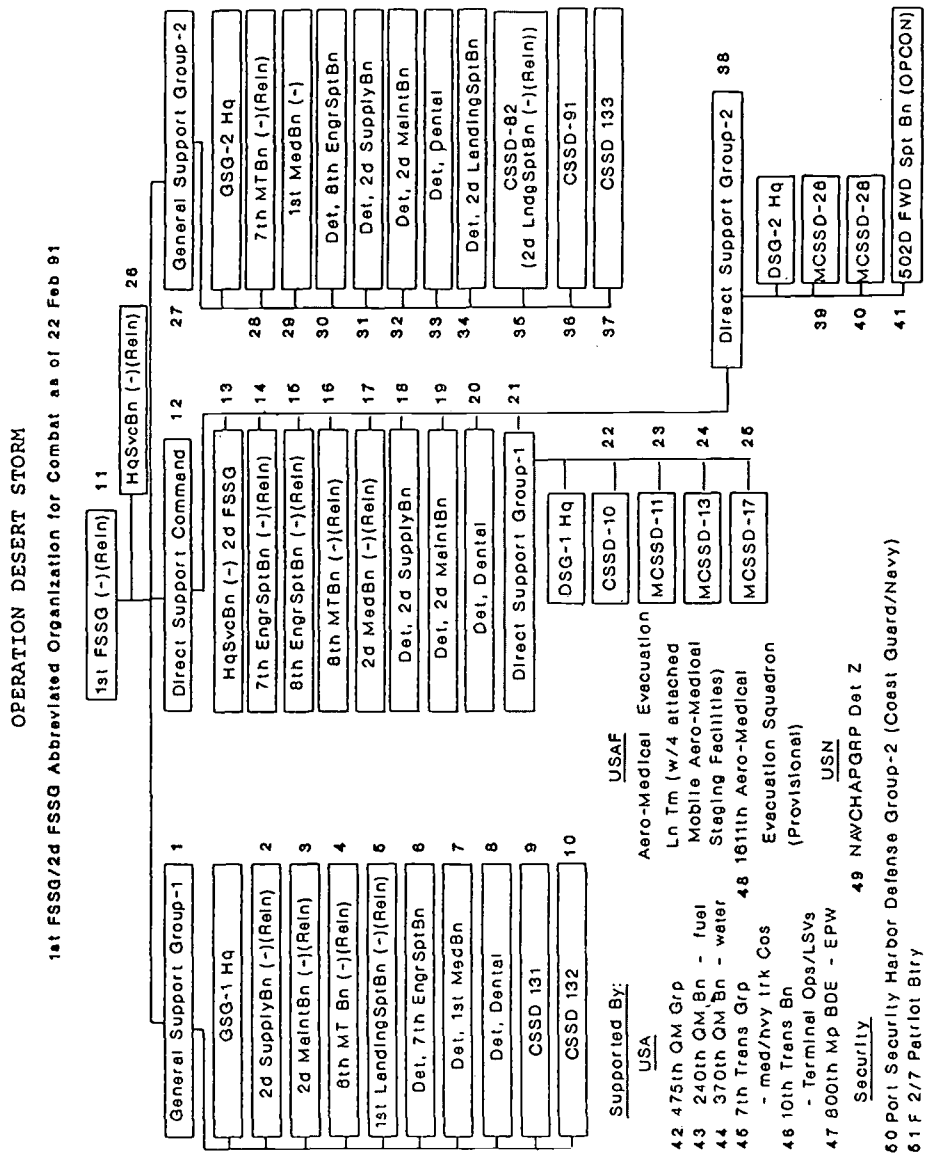 OPERATION DESERT STORM
1st FSSG/2d FSSG Abbreviated Organization for Combat as of 22 Feb 91
1st FSSG (-)(Rein) 11
HqSvcBn (-)(Rein) 26
General Support Group-1 1
GSG-1 Hq
2d SupplyBn (-)(Rein) 2
2d MaintBn (-)(Rein) 3
6th MT Bn (-)(Rein) 4
1st LandingSptBn (-)(Rein) 5
Det, 7th EngrSptBn 6
Det, 1st MedBn 7
Det, Dental 8
CSSD 131 9
CSSD 132 10
Direct Support Command 12
HqSvcBn (-) 2d FSSG 13
7th EngrSptBn (-)(Rein) 14
8th EngrSptBn (-)(Rein) 15
8th MTBn (-)(Rein) 16
2d MedBn (-)(Rein) 17
Det, 2d SupplyBn 18
Det, 2d MaintBn 19
Det, Dental 20
Direct Support Group-1 21
DSG-1 Hq
CSSD-10 22
MCSSD-11 23
MCSSD-13 24
MCSSD-17 25
27 General Support Group-2
GSG-2 Hq
28 7th MTBn (-)(Rein)
29 1st MedBn (-)
30 Det, 8th EngrSptBn
31 Det, 2d SupplyBn
32 Det, 2d MaintBn
33 Det, Dental
34 Det, 2d LandingSptBn
35 CSSD-82
(2d LndgSptBn (-)(Rein))
36 CSSD-91
37 CSSD 133
Direct Support Group-2 38
DSG-2 Hq
39 MCSSD-26
40 MCSSD-28
41 502D FWD Spt Bn (OPCON)
Supported By:
USA
42 475th QM Grp
43 240th QM Bn - fuel
44 370th QM Bn - water
45 7th Trans Grp
- med/hvy trk Cos
46 10th Trans Bn
- Terminal Ops/LSVs
47 800th Mp BDE - EPW
USAF
Aero-Medical Evacuation
Ln Tm (w/4 attached
Mobile Aero-Medical
Staging Facilities)
48 1611th Aero-Medical
Evacuation Squadron
(Provisional)
USN
49 NAVCHAPGRP Det Z
Security
50 Port Security Harbor Defense Group-2 (Coast Guard/Navy)
51 F 2/7 Patriot Btry